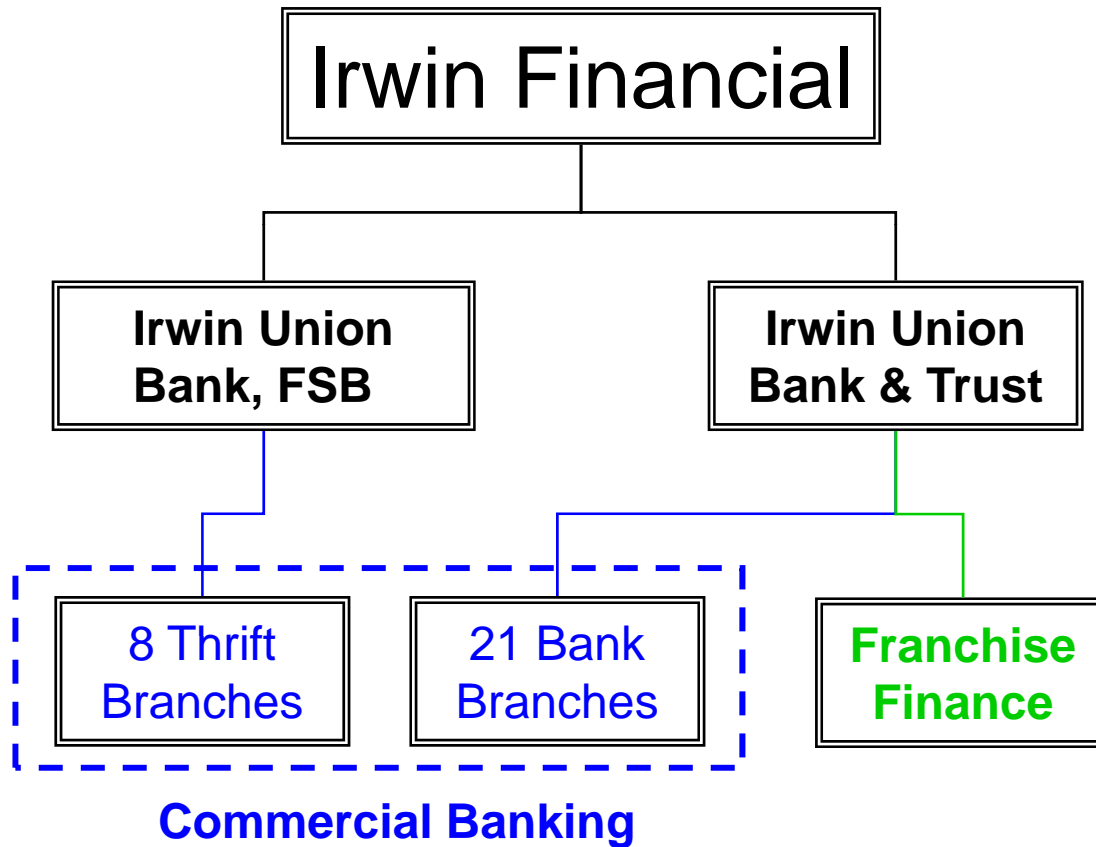 Irwin Financial
Irwin Union
Bank, FSB
Irwin Union
Bank & Trust
8 Thrift
Branches
21 Bank
Branches
Franchise
Finance
Commercial Banking